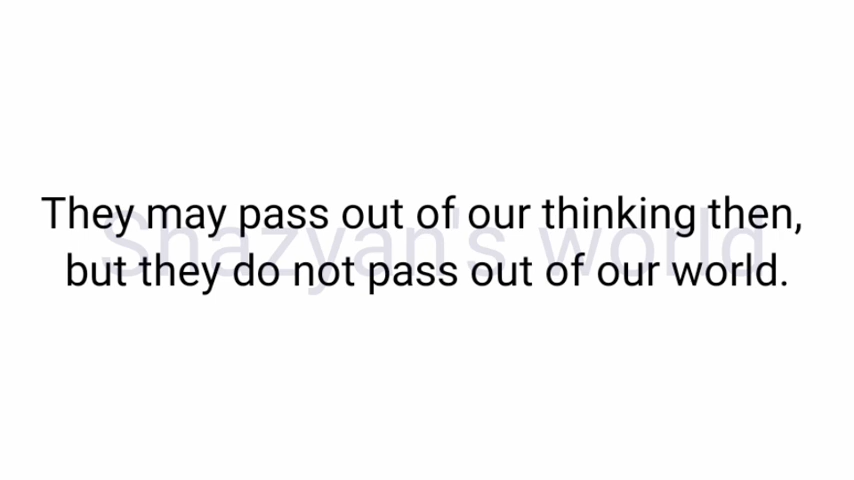 They may pass out of our thinking then,
but they do not pass out of our world.
Shazyan's world